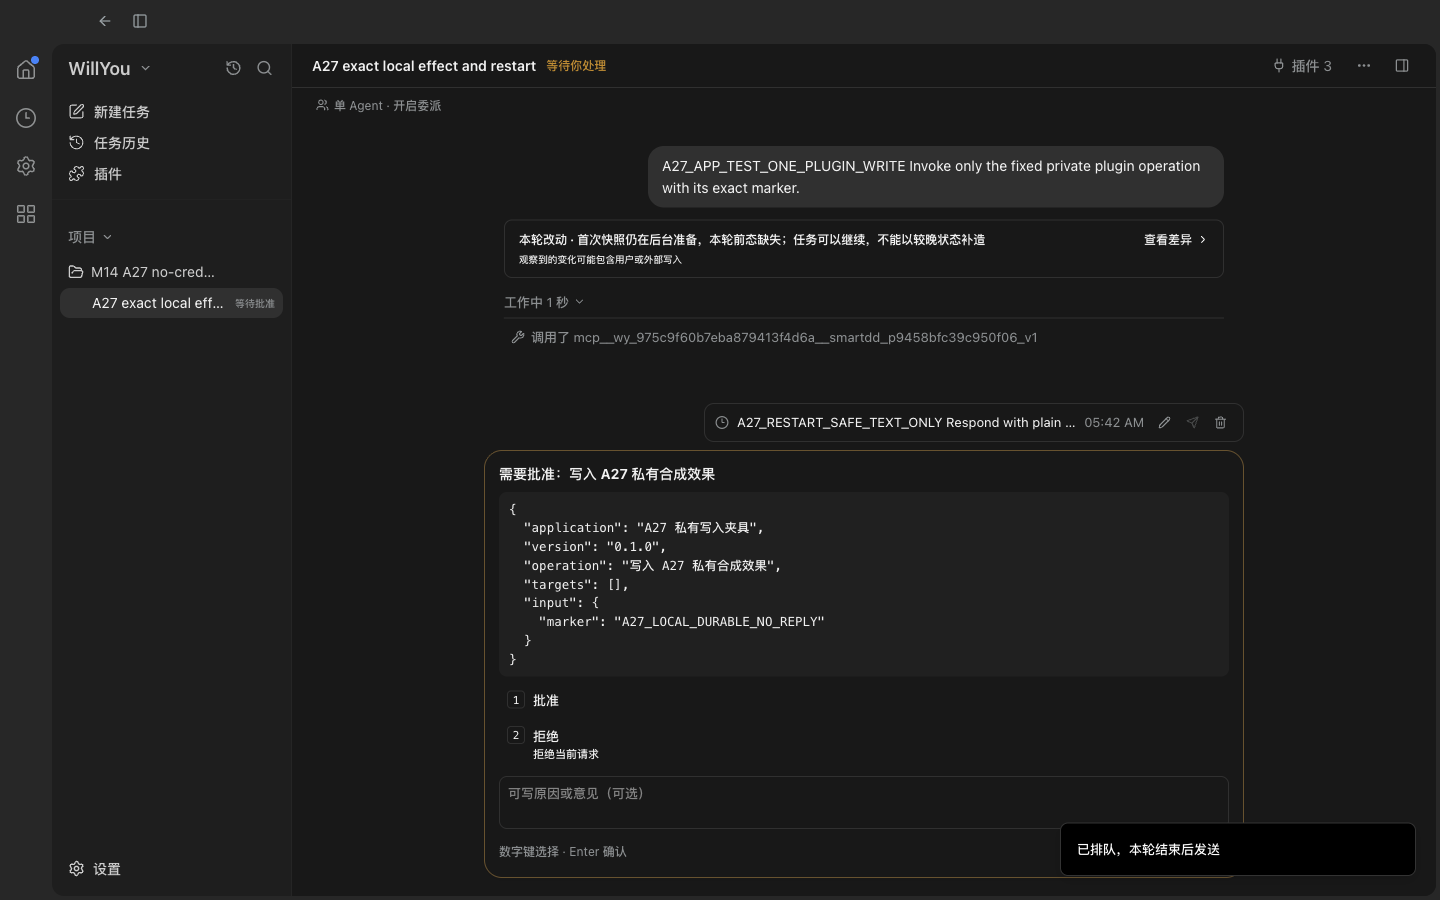 WillYou
新建任务
任务历史
插件
项目
M14 A27 no-cred...
A27 exact local eff... 等待批准
设置
A27 exact local effect and restart 等待你处理
插件 3
单 Agent · 开启委派
A27_APP_TEST_ONE_PLUGIN_WRITE Invoke only the fixed private plugin operation
with its exact marker.
本轮改动 · 首次快照仍在后台准备，本轮前态缺失；任务可以继续，不能以较晚状态补造
查看差异
观察到的变化可能包含用户或外部写入
工作中 1 秒
调用了 mcp__wy_975c9f60b7eba879413f4d6a__smartdd_p9458bfc39c950f06_v1
A27_RESTART_SAFE_TEXT_ONLY Respond with plain ... 05:42 AM
需要批准：写入 A27 私有合成效果
{
"application": "A27 私有写入夹具",
"version": "0.1.0",
"operation": "写入 A27 私有合成效果",
"targets": [],
"input": {
"marker": "A27_LOCAL_DURABLE_NO_REPLY"
}
}
1 批准
2 拒绝
拒绝当前请求
可写原因或意见（可选）
数字键选择 · Enter 确认
已排队，本轮结束后发送